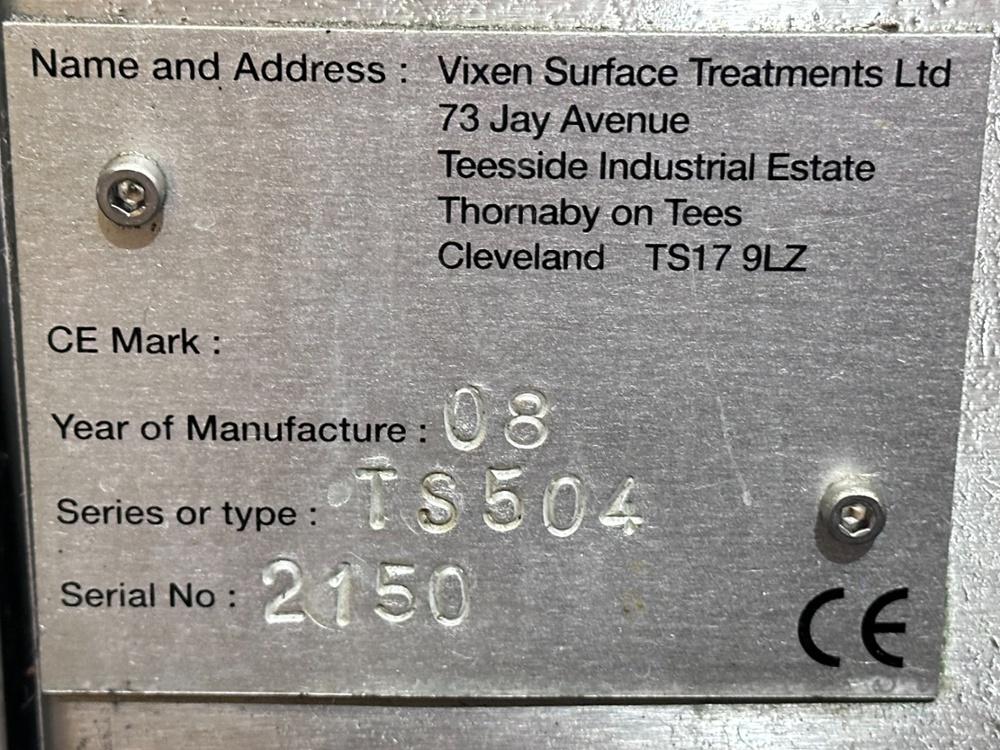 Name and Address : Vixen Surface Treatments Ltd
73 Jay Avenue
Teesside Industrial Estate
Thornaby on Tees
Cleveland TS17 9LZ
CE Mark :
Year of Manufacture : 08
Series or type : TS504
Serial No : 2150
CE